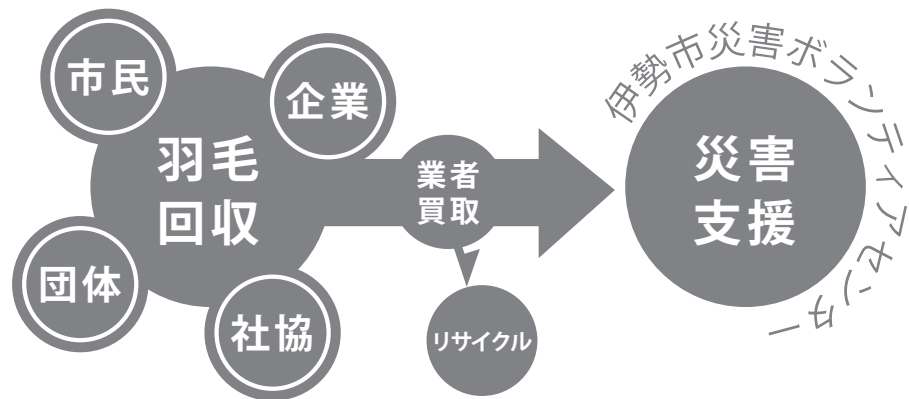 市民
企業
羽毛
回収
団体
社協
業者
買取
リサイクル
災害
支援
伊勢市災害ボランティアセンター